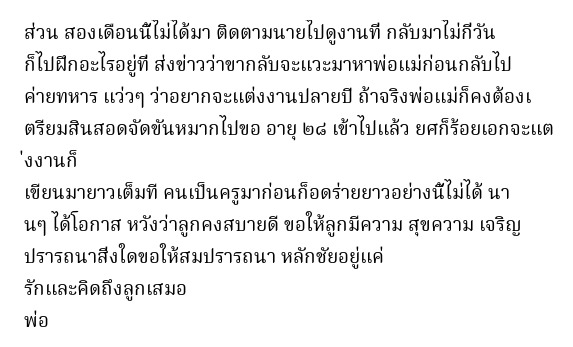 ส่วน สองเดือนนี้ไม่ได้มา ติดตามนายไปดูงานที่ กลับมาไม่กี่วัน
ก็ไปฝึกอะไรอยู่ที่ ส่งข่าวว่าขากลับจะแวะมาหาพ่อแม่ก่อนกลับไป
ค่ายทหาร แว่วๆ ว่าอยากจะแต่งงานปลายปี ถ้าจริงพ่อแม่ก็คงต้องเ
ตรียมสินสอดจัดขันหมากไปขอ อายุ ๒๘ เข้าไปแล้ว ยศก็ร้อยเอกจะแต
่งงานก็
เขียนมายาวเต็มที คนเป็นครูมาก่อนก็อดร่ายยาวอย่างนี้ไม่ได้ นา
นๆ ได้โอกาส หวังว่าลูกคงสบายดี ขอให้ลูกมีความ สุขความ เจริญ
ปรารถนาสิ่งใดขอให้สมปรารถนา หลักชัยอยู่แค่
รักและคิดถึงลูกเสมอ
พ่อ